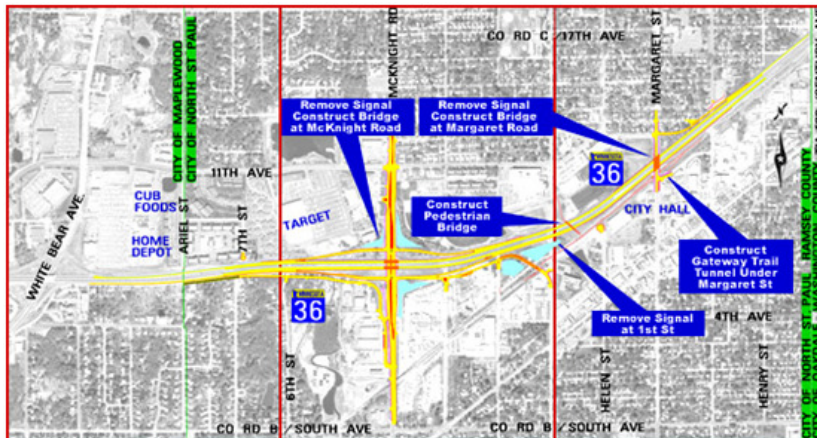 CO RD C /17TH AVE
MCKNIGHT RD
MARGARET ST
CITY OF MAPLEWOOD
CITY OF NORTH ST PAUL
Remove Signal
Construct Bridge
at McKnight Road
Remove Signal
Construct Bridge
at Margaret Road
11TH AVE
MINNESOTA
36
CUB
FOODS
ARIEL ST
7TH ST
TARGET
Construct
Pedestrian
Bridge
CITY HALL
HOME
DEPOT
WHITE BEAR AVE
Construct
Gateway Trail
Tunnel Under
Margaret St
MINNESOTA
36
Remove Signal
at 1st St
4TH AVE
6TH ST
HELEN ST
HENRY ST
CO RD B /SOUTH AVE
CO RD B /SOUTH AVE
CITY OF NORTH ST. PAUL RAMSEY COUNTY